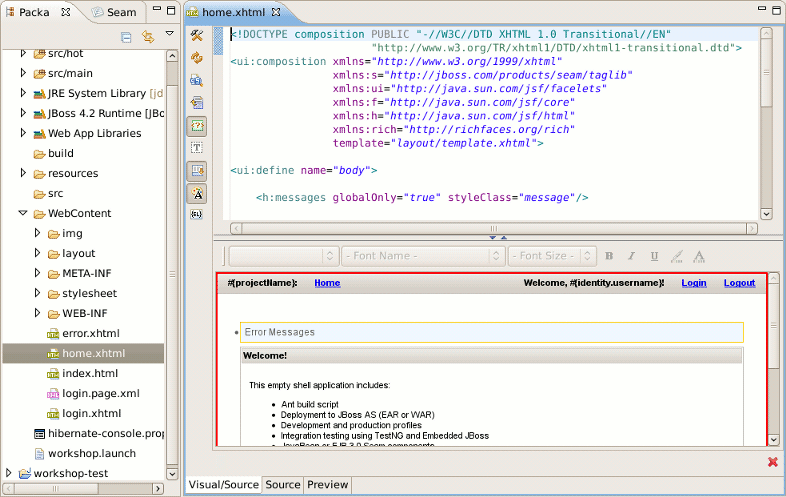 Packa
Seam
src/hot
src/main
JRE System Library [jd
JBoss 4.2 Runtime [JBo
Web App Libraries
build
resources
src
WebContent
img
layout
META-INF
stylesheet
WEB-INF
error.xhtml
home.xhtml
index.html
login.page.xml
login.xhtml
hibernate-console.prop
workshop.launch
workshop-test
home.xhtml
<!DOCTYPE composition PUBLIC "-//W3C//DTD XHTML 1.0 Transitional//EN"
"http://www.w3.org/TR/xhtml1/DTD/xhtml1-transitional.dtd">
<ui:composition xmlns="http://www.w3.org/1999/xhtml"
xmlns:s="http://jboss.com/products/seam/taglib"
xmlns:ui="http://java.sun.com/jsf/facelets"
xmlns:f="http://java.sun.com/jsf/core"
xmlns:h="http://java.sun.com/jsf/html"
xmlns:rich="http://richfaces.org/rich"
template="layout/template.xhtml">
<ui:define name="body">
<h:messages globalOnly="true" styleClass="message"/>
- Font Name -
- Font Size -
B I U A
#{projectName}: Home Welcome, #{identity.username}! Login Logout
Error Messages
Welcome!
This empty shell application includes:
• Ant build script
• Deployment to JBoss AS (EAR or WAR)
• Development and production profiles
• Integration testing using TestNG and Embedded JBoss
• JavaBean or EJB 3.0 Seam components
Visual/Source Source Preview